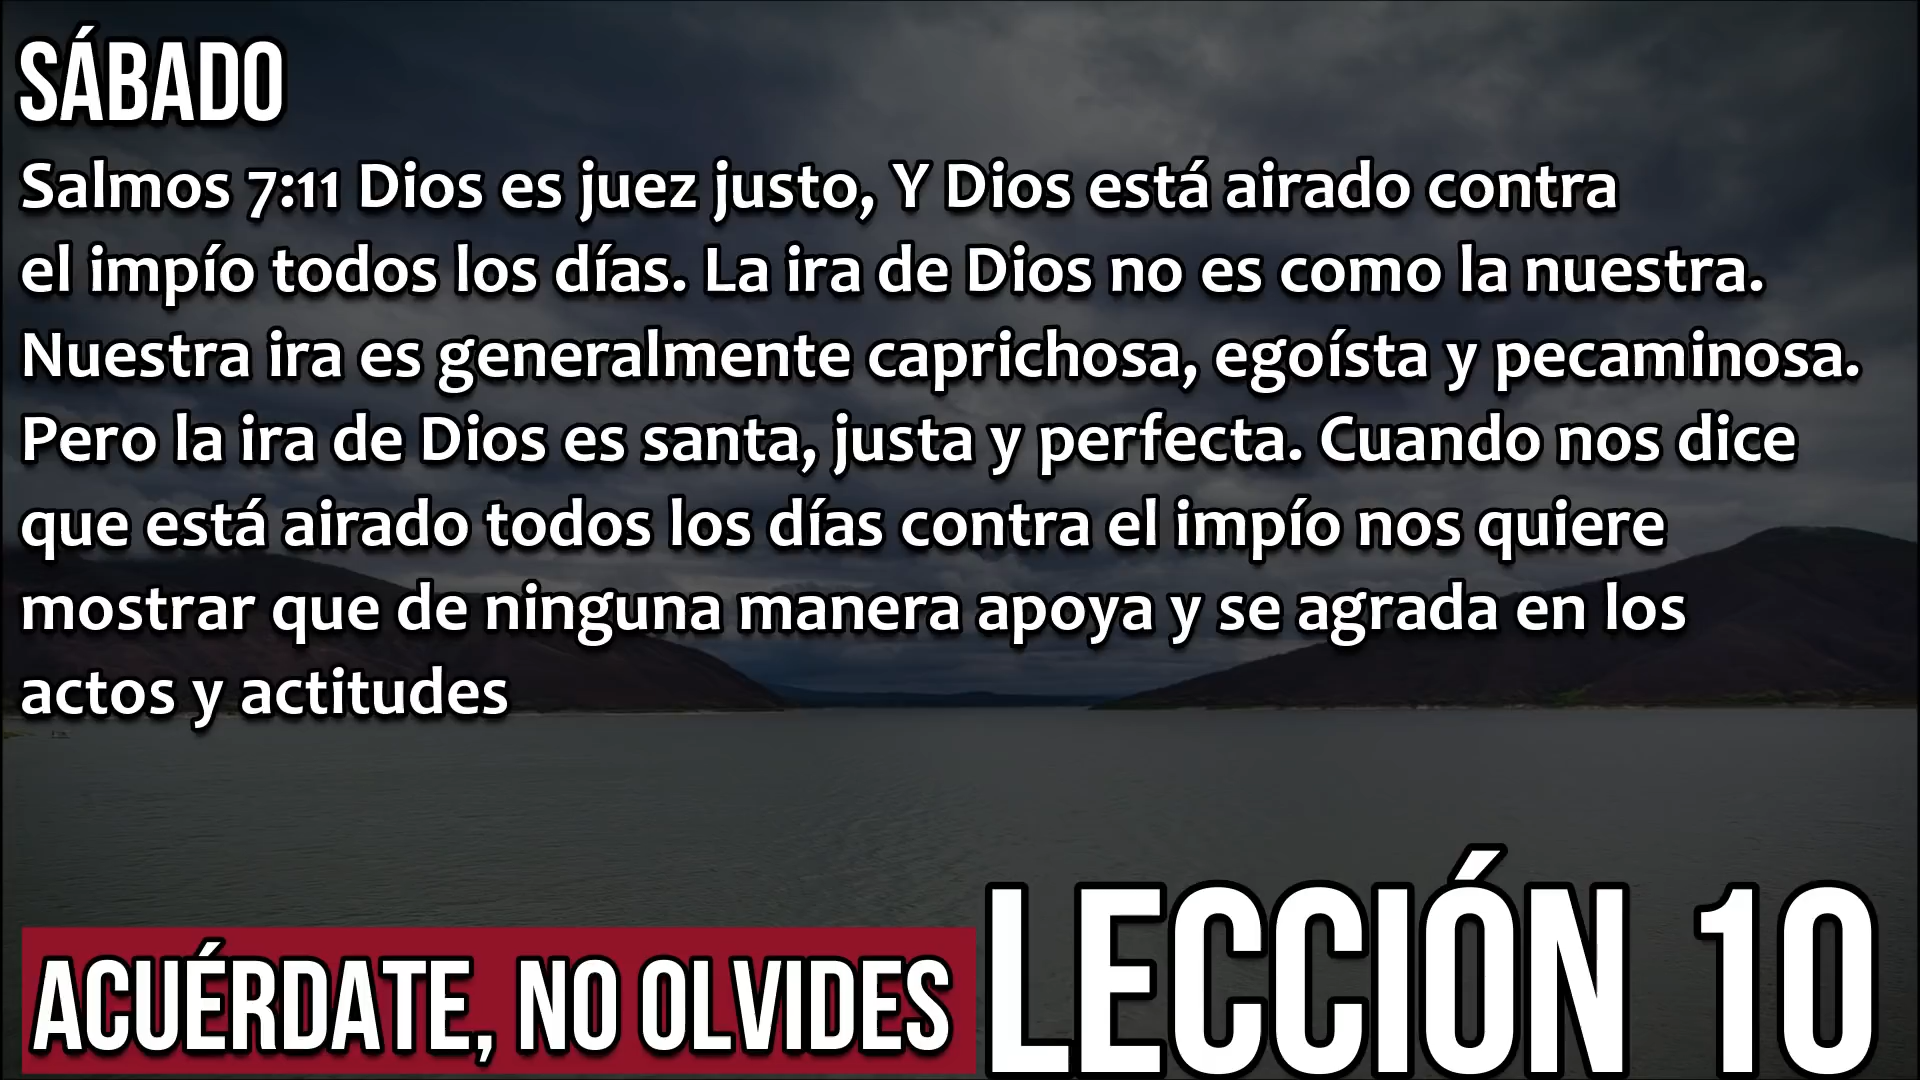 SÁBADO
Salmos 7:11 Dios es juez justo, Y Dios está airado contra
el impío todos los días. La ira de Dios no es como la nuestra.
Nuestra ira es generalmente caprichosa, egoísta y pecaminosa.
Pero la ira de Dios es santa, justa y perfecta. Cuando nos dice
que está airado todos los días contra el impío nos quiere
mostrar que de ninguna manera apoya y se agrada en los
actos y actitudes
ACUÉRDATE, NO OLVIDES
LECCIÓN 10